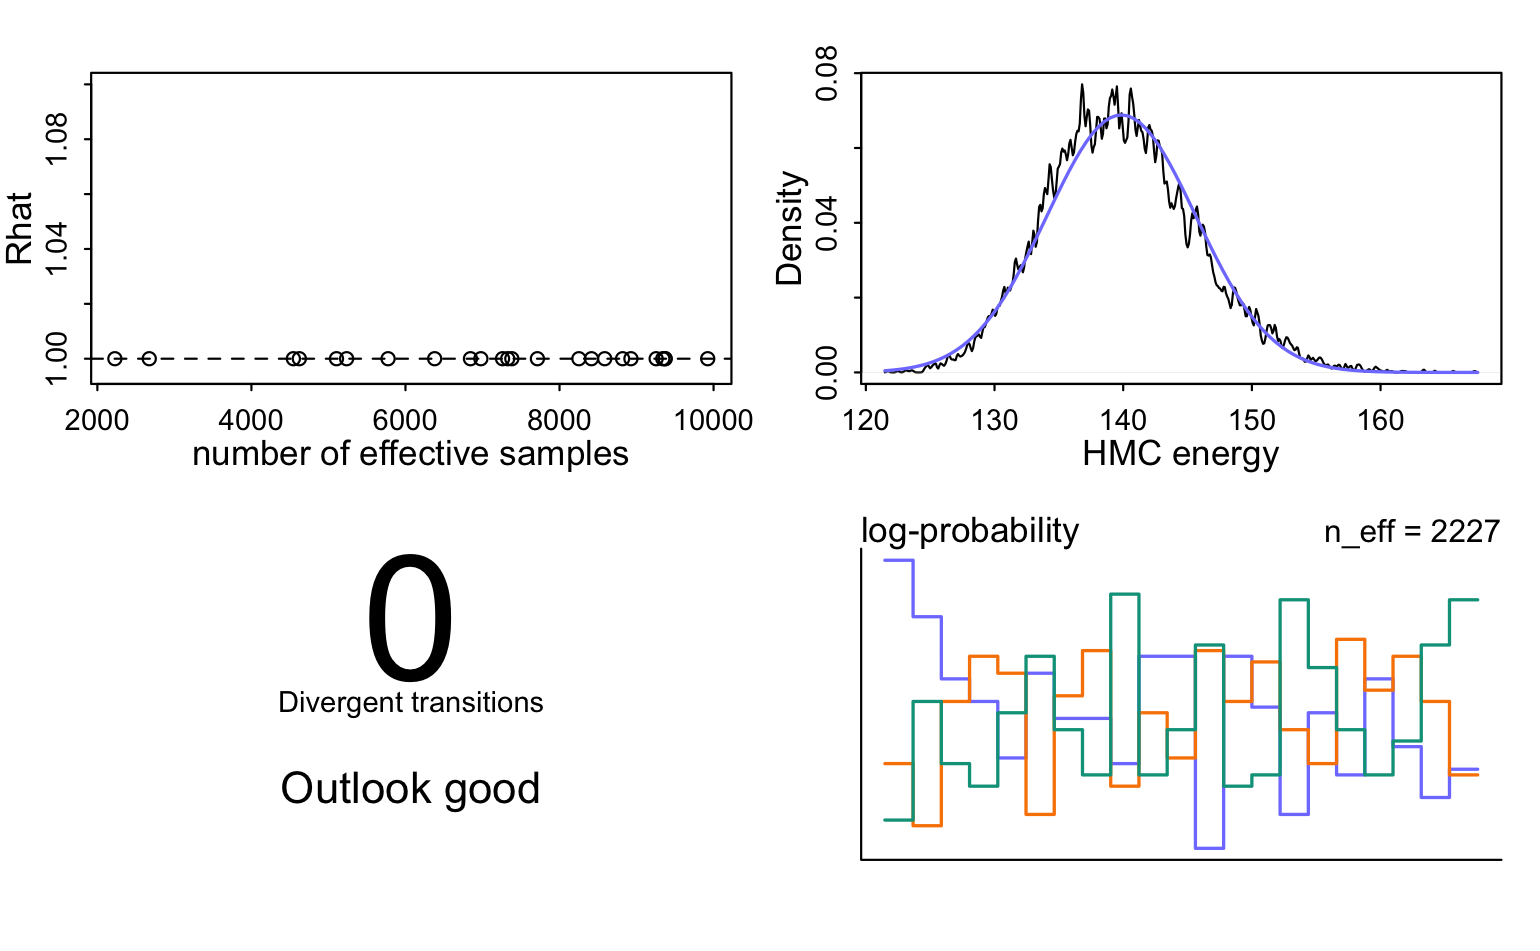 Rhat
1.00 1.04 1.08
2000 4000 6000 8000 10000
number of effective samples
Density
0.00 0.04 0.08
120 130 140 150 160
HMC energy
0
Divergent transitions
Outlook good
log-probability n_eff = 2227